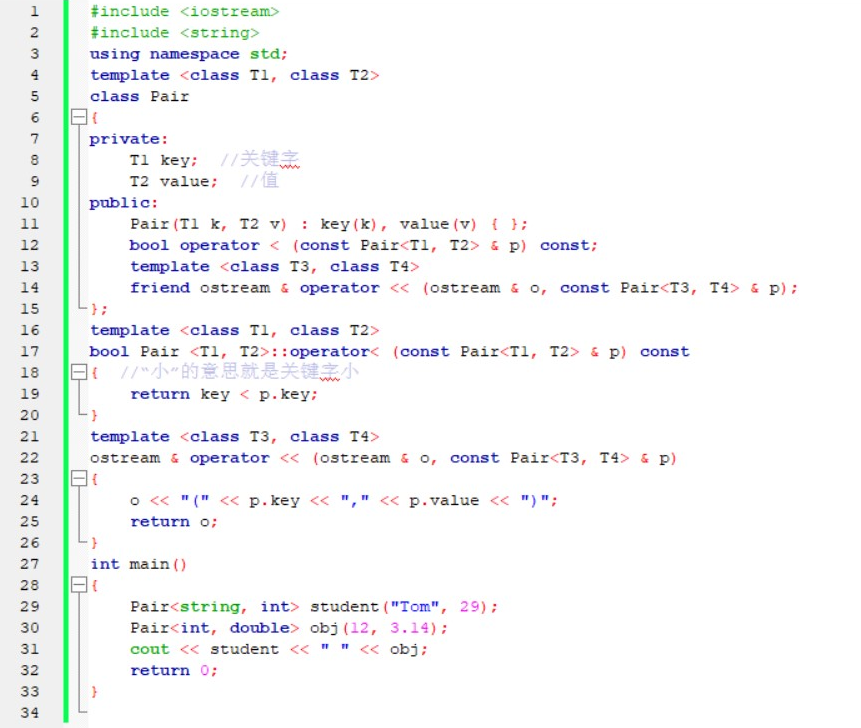 1 #include <iostream>
2 #include <string>
3 using namespace std;
4 template <class T1, class T2>
5 class Pair
6 {
7 private:
8 T1 key; //关键字
9 T2 value; //值
10 public:
11 Pair(T1 k, T2 v) : key(k), value(v) { };
12 bool operator < (const Pair<T1, T2> & p) const;
13 template <class T3, class T4>
14 friend ostream & operator << (ostream & o, const Pair<T3, T4> & p);
15 };
16 template <class T1, class T2>
17 bool Pair <T1, T2>::operator< (const Pair<T1, T2> & p) const
18 { //“小”的意思就是关键字小
19 return key < p.key;
20 }
21 template <class T3, class T4>
22 ostream & operator << (ostream & o, const Pair<T3, T4> & p)
23 {
24 o << "(" << p.key << "," << p.value << ")";
25 return o;
26 }
27 int main()
28 {
29 Pair<string, int> student("Tom", 29);
30 Pair<int, double> obj(12, 3.14);
31 cout << student << " " << obj;
32 return 0;
33 }
34